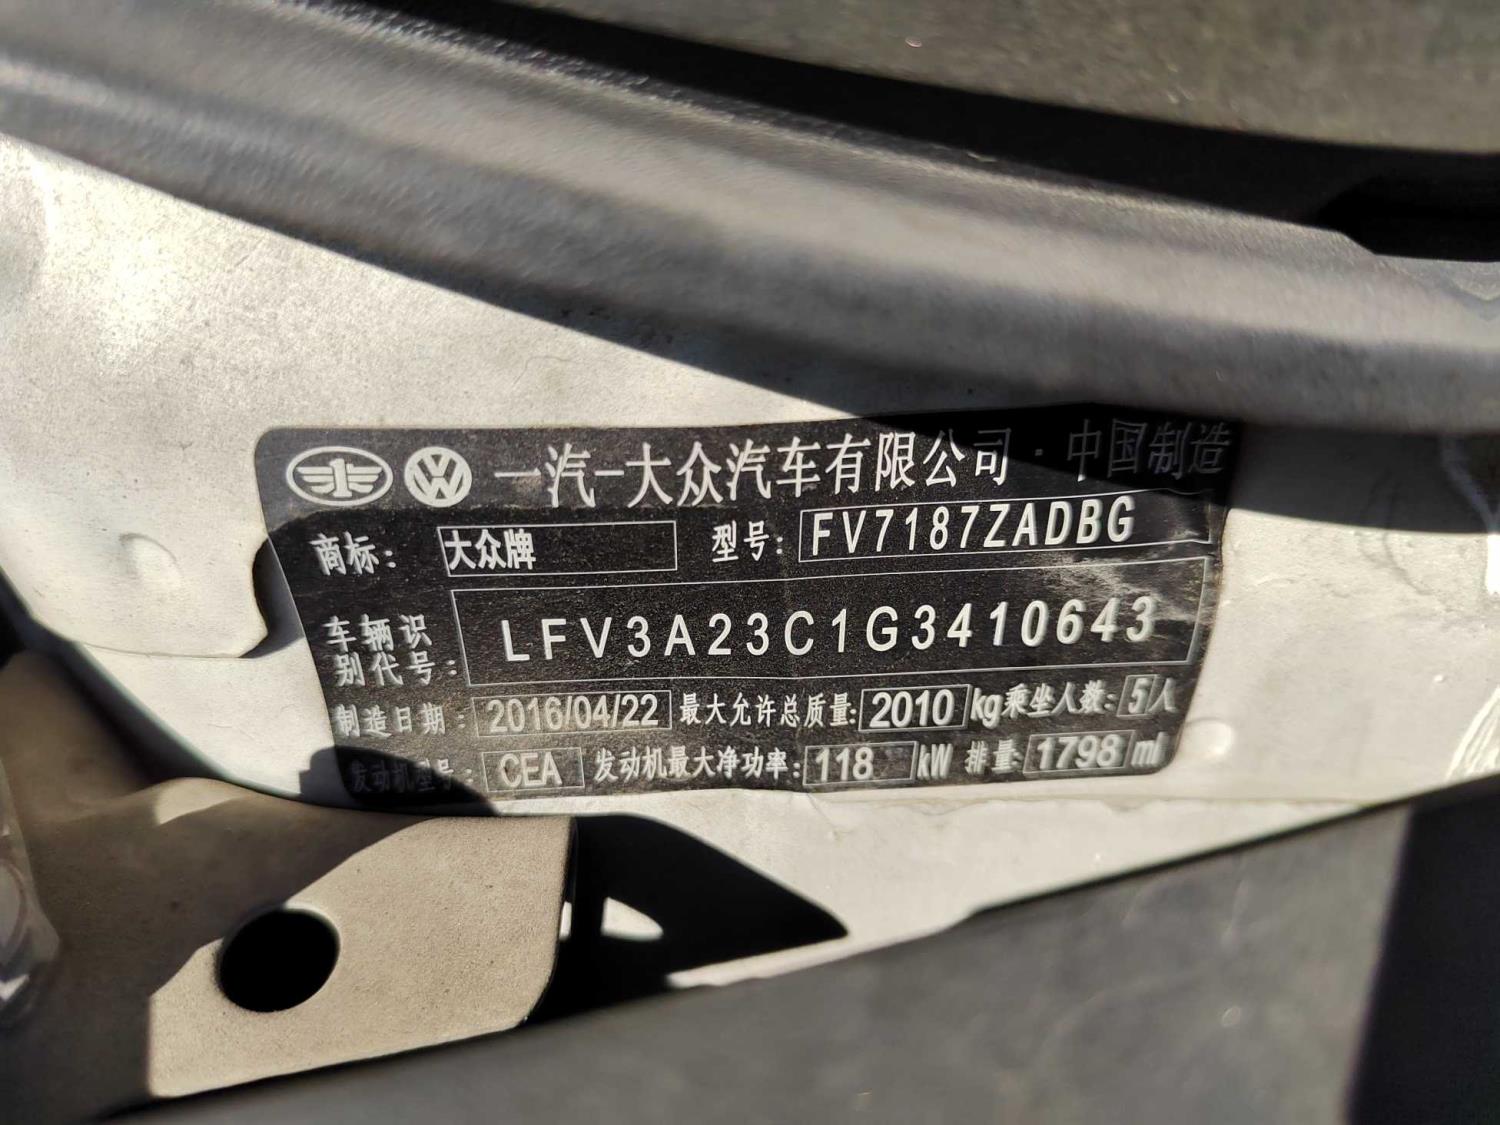 一汽-大众汽车有限公司·中国制造
商标: 大众牌 型号: FV7187ZADBG
车辆识别代号: LFV3A23C1G3410643
制造日期: 2016/04/22 最大允许总质量: 2010 kg 乘坐人数: 5人
发动机型号: CEA 发动机最大净功率: 118 kW 排量: 1798 ml